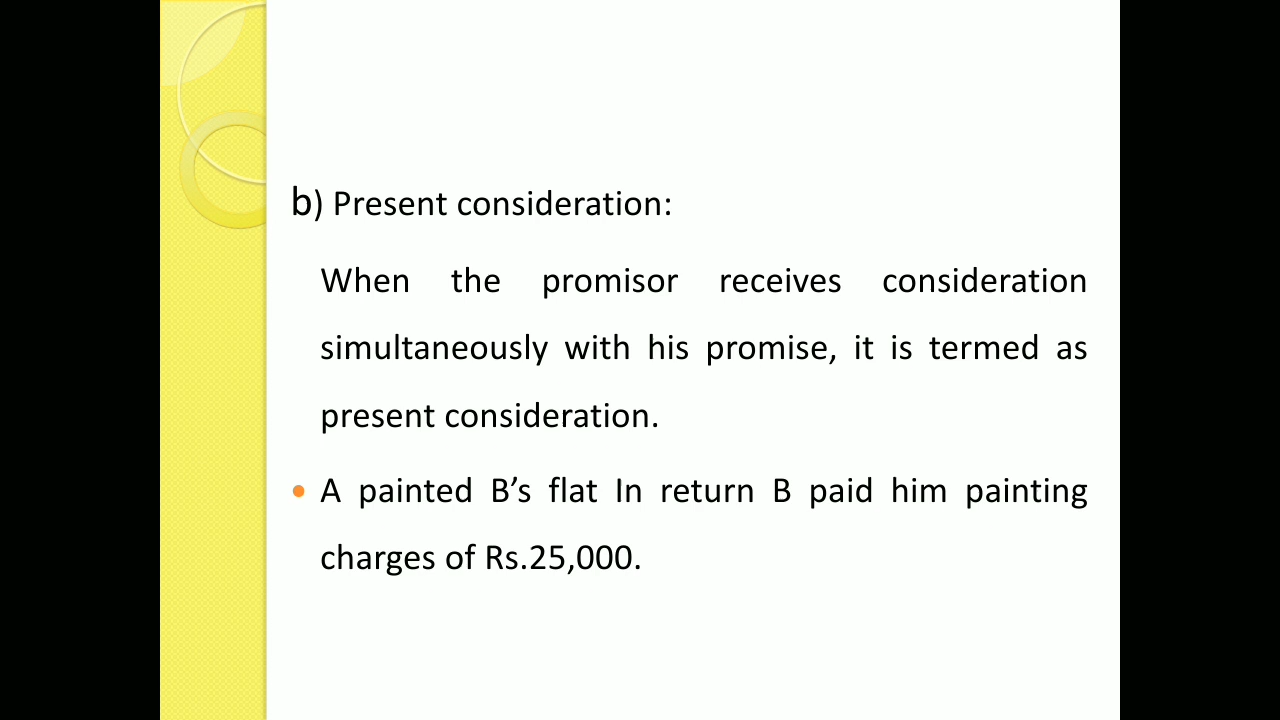 b) Present consideration:
When the promisor receives consideration
simultaneously with his promise, it is termed as
present consideration.
• A painted B’s flat In return B paid him painting
charges of Rs.25,000.